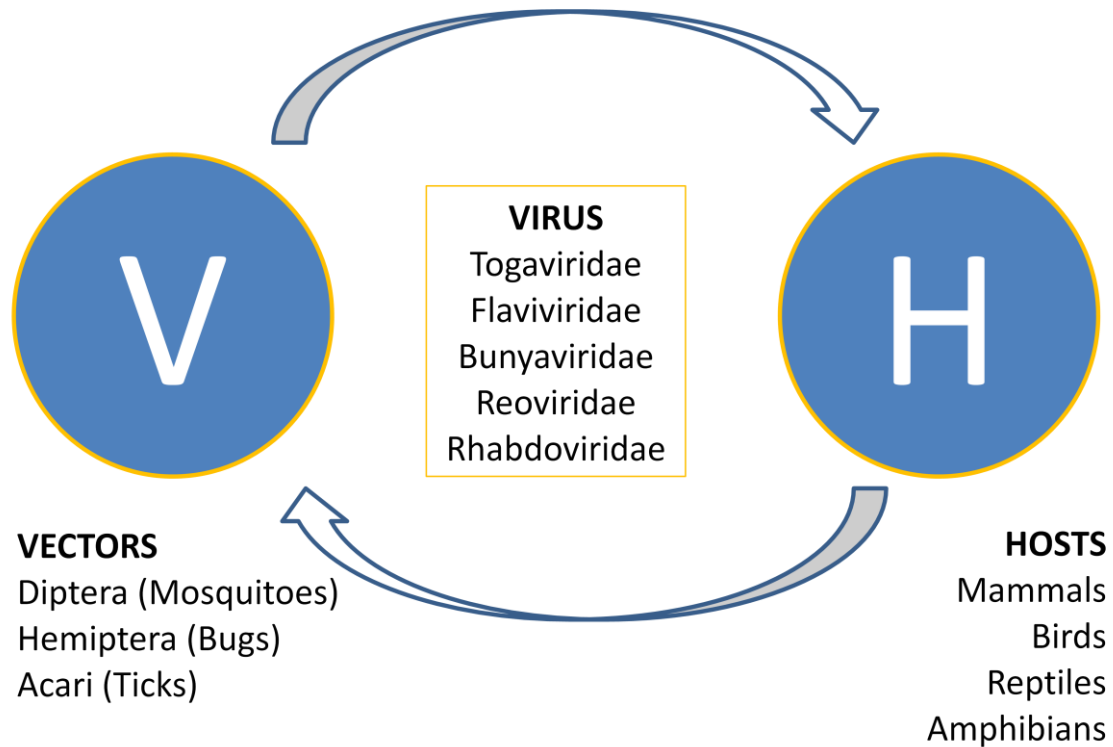 V
H
VIRUS
Togaviridae
Flaviviridae
Bunyaviridae
Reoviridae
Rhabdoviridae
VECTORS
Diptera (Mosquitoes)
Hemiptera (Bugs)
Acari (Ticks)
HOSTS
Mammals
Birds
Reptiles
Amphibians